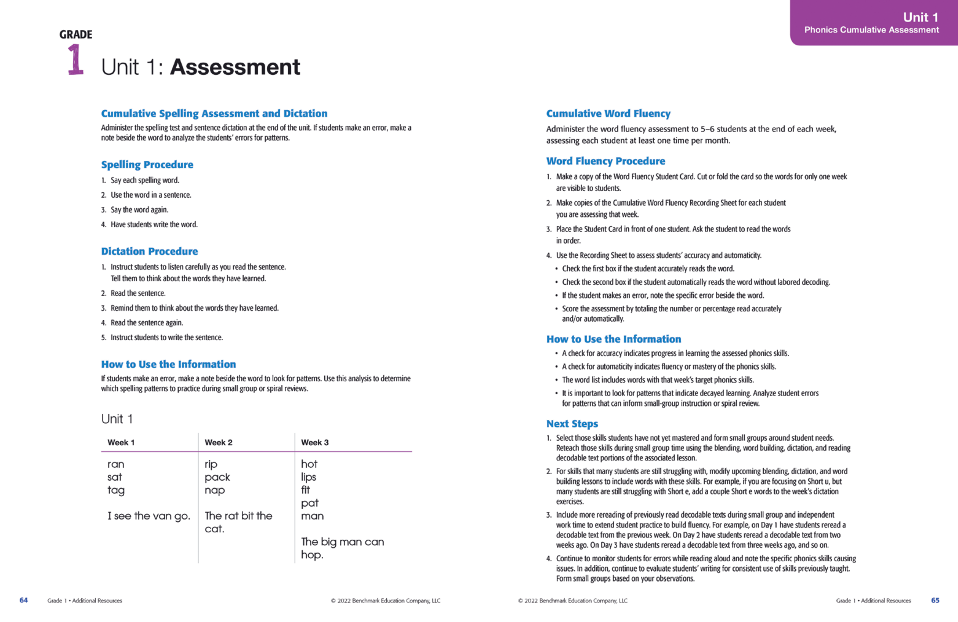 GRADE
1
Unit 1: Assessment
Cumulative Spelling Assessment and Dictation
Administer the spelling test and sentence dictation at the end of the unit. If students make an error, make a
note beside the word to analyze the students' errors for patterns.
Spelling Procedure
1. Say each spelling word.
2. Use the word in a sentence.
3. Say the word again.
4. Have students write the word.
Dictation Procedure
1. Instruct students to listen carefully as you read the sentence.
Tell them to think about the words they have learned.
2. Read the sentence.
3. Remind them to think about the words they have learned.
4. Read the sentence again.
5. Instruct students to write the sentence.
How to Use the Information
If students make an error, make a note beside the word to look for patterns. Use this analysis to determine
which spelling patterns to practice during small group or spiral reviews.
Unit 1
Week 1 Week 2 Week 3
ran rip hot
sat pack lips
tag nap fit
pat
I see the van go. The rat bit the man
cat.
The big man can
hop.
64 Grade 1 • Additional Resources © 2022 Benchmark Education Company, LLC
Unit 1
Phonics Cumulative Assessment
Cumulative Word Fluency
Administer the word fluency assessment to 5–6 students at the end of each week,
assessing each student at least one time per month.
Word Fluency Procedure
1. Make a copy of the Word Fluency Student Card. Cut or fold the card so the words for only one week
are visible to students.
2. Make copies of the Cumulative Word Fluency Recording Sheet for each student
you are assessing that week.
3. Place the Student Card in front of one student. Ask the student to read the words
in order.
4. Use the Recording Sheet to assess students' accuracy and automaticity.
• Check the first box if the student accurately reads the word.
• Check the second box if the student automatically reads the word without labored decoding.
• If the student makes an error, note the specific error beside the word.
• Score the assessment by totaling the number or percentage read accurately
and/or automatically.
How to Use the Information
• A check for accuracy indicates progress in learning the assessed phonics skills.
• A check for automaticity indicates fluency or mastery of the phonics skills.
• The word list includes words with that week's target phonics skills.
• It is important to look for patterns that indicate decayed learning. Analyze student errors
for patterns that can inform small-group instruction or spiral review.
Next Steps
1. Select those skills students have not yet mastered and form small groups around student needs.
Reteach those skills during small group time using the blending, word building, dictation, and reading
decodable text portions of the associated lesson.
2. For skills that many students are still struggling with, modify upcoming blending, dictation, and word
building lessons to include words with these skills. For example, if you are focusing on Short u, but
many students are still struggling with Short e, add a couple Short e words to the week's dictation
exercises.
3. Include more rereading of previously read decodable texts during small group and independent
work time to extend student practice to build fluency. For example, on Day 1 have students reread a
decodable text from the previous week. On Day 2 have students reread a decodable text from two
weeks ago. On Day 3 have students reread a decodable text from three weeks ago, and so on.
4. Continue to monitor students for errors while reading aloud and note the specific phonics skills causing
issues. In addition, continue to evaluate students' writing for consistent use of skills previously taught.
Form small groups based on your observations.
© 2022 Benchmark Education Company, LLC Grade 1 • Additional Resources 65